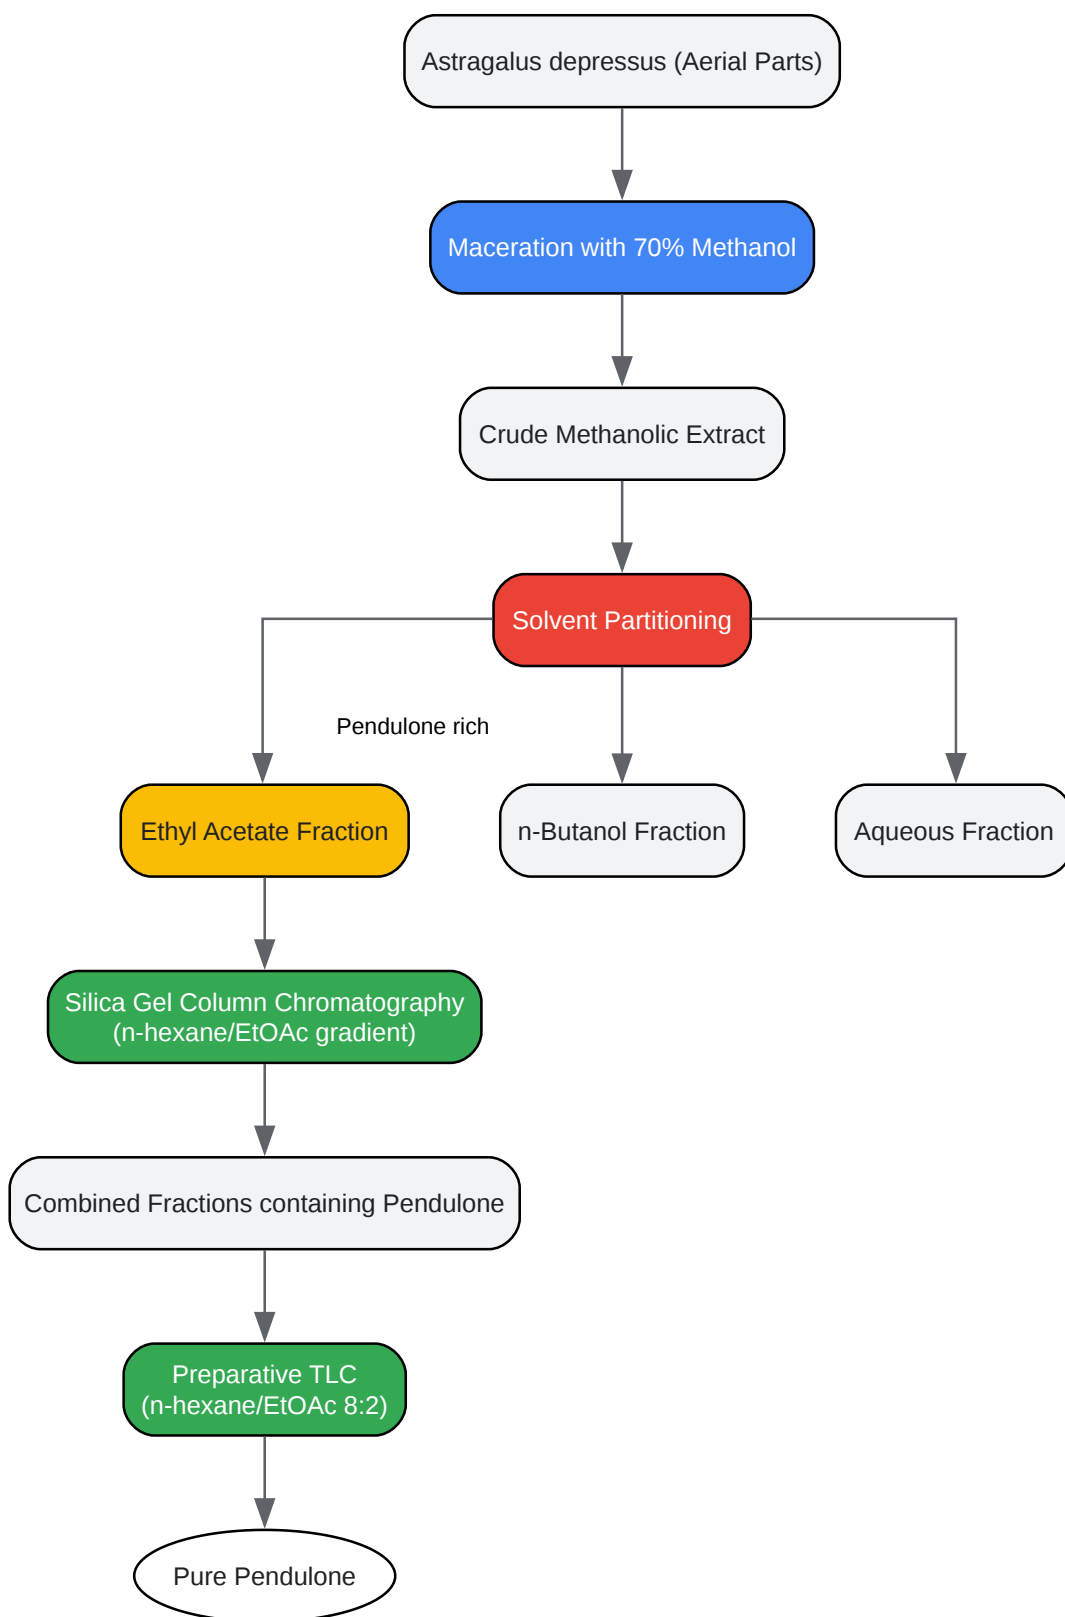 Astragalus depressus (Aerial Parts)
Maceration with 70% Methanol
Crude Methanolic Extract
Solvent Partitioning
Pendulone rich
Ethyl Acetate Fraction
n-Butanol Fraction
Aqueous Fraction
Silica Gel Column Chromatography
(n-hexane/EtOAc gradient)
Combined Fractions containing Pendulone
Preparative TLC
(n-hexane/EtOAc 8:2)
Pure Pendulone